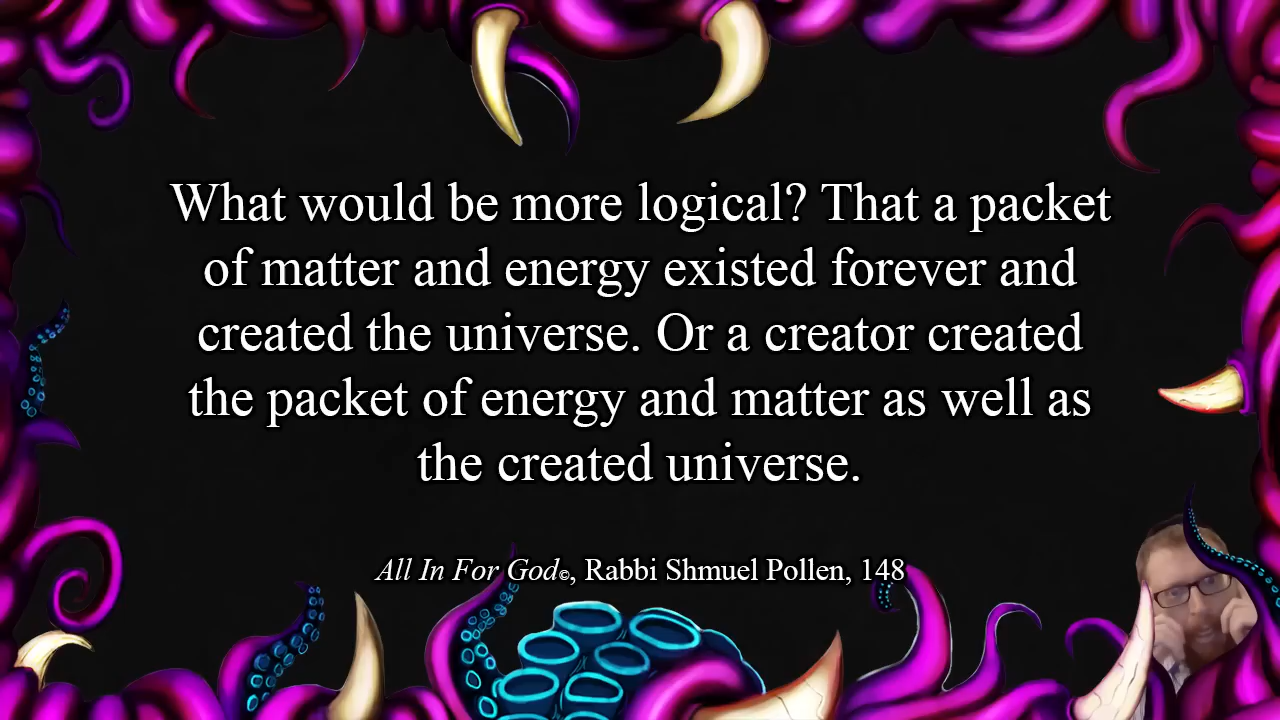 What would be more logical? That a packet
of matter and energy existed forever and
created the universe. Or a creator created
the packet of energy and matter as well as
the created universe.
All In For God©, Rabbi Shmuel Pollen, 148